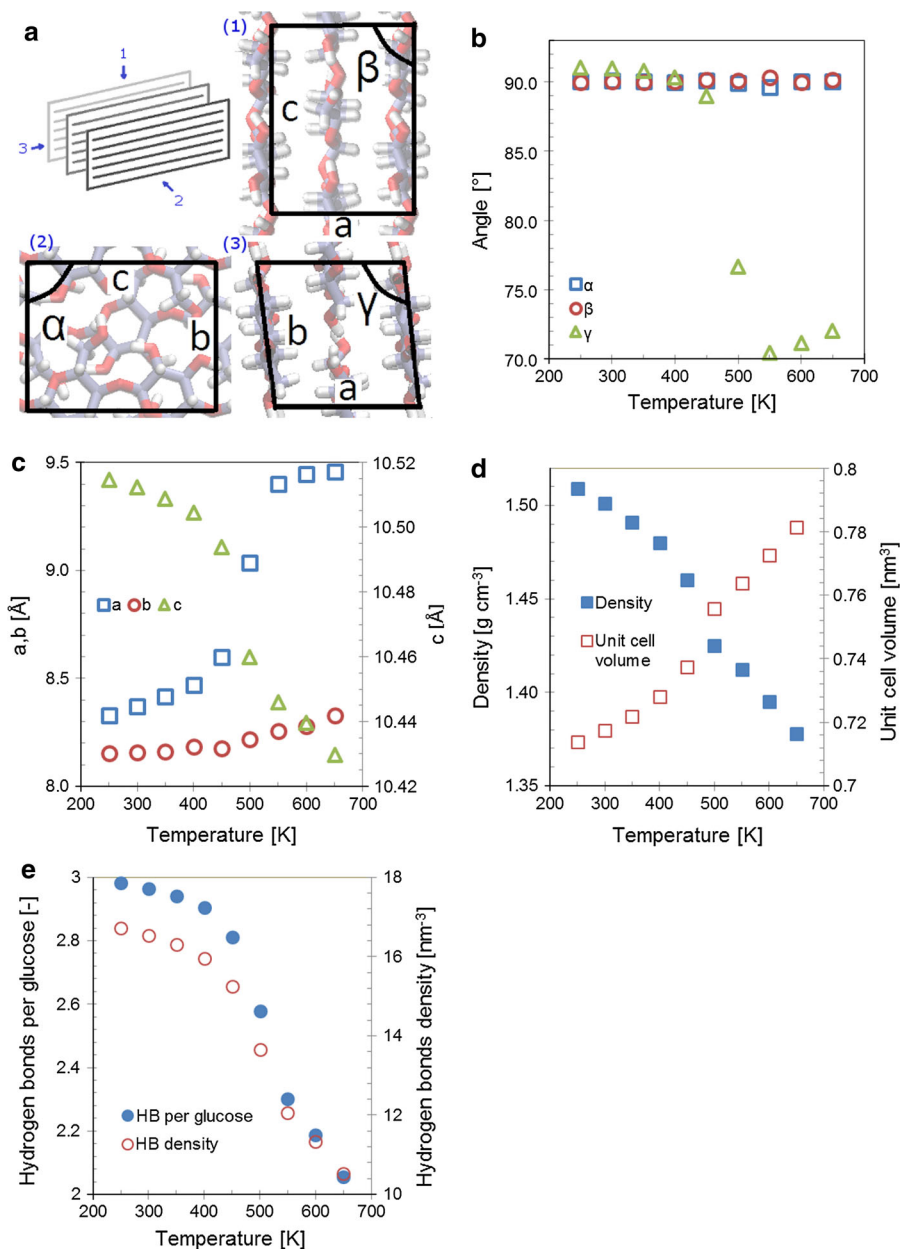 a
1
3
2
(1)
β
c
a
(2)
c
α
b
(3)
γ
b
a
b
90.0
85.0
80.0
75.0
70.0
Angle [°]
α
β
γ
200 300 400 500 600 700
Temperature [K]
c
9.5
9.0
8.5
8.0
a,b [Å]
a b c
10.52
10.50
10.48
10.46
10.44
10.42
c [Å]
200 300 400 500 600 700
Temperature [K]
d
1.50
1.45
1.40
1.35
Density [g cm-3]
Density
Unit cell
volume
0.8
0.78
0.76
0.74
0.72
0.7
Unit cell volume [nm³]
200 300 400 500 600 700
Temperature [K]
e
3
2.8
2.6
2.4
2.2
2
Hydrogen bonds per glucose [-]
HB per glucose
HB density
18
16
14
12
10
Hydrogen bonds density [nm-3]
200 300 400 500 600 700
Temperature [K]